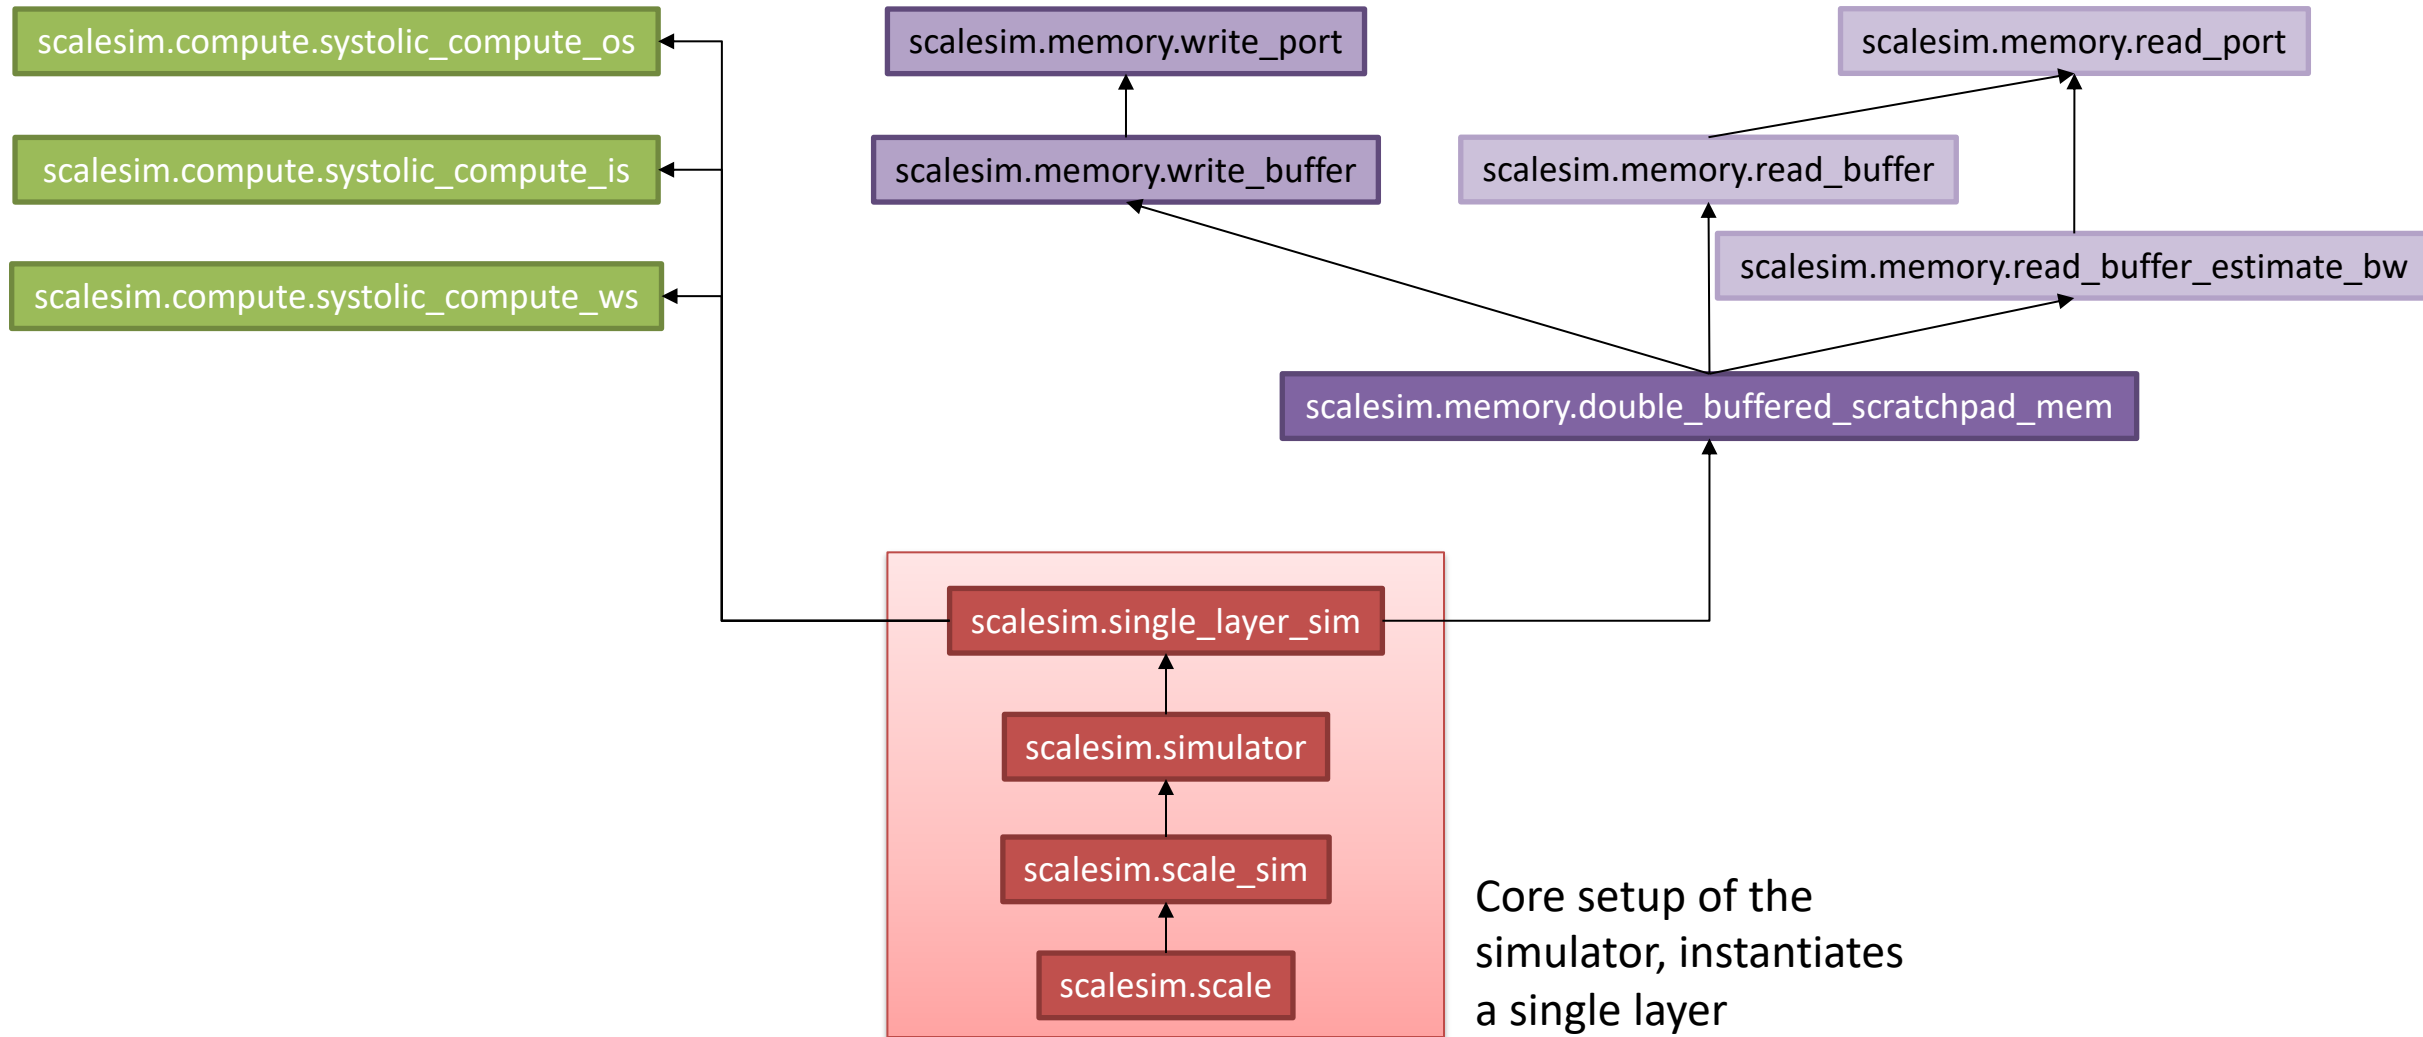 scalesim.compute.systolic_compute_os
scalesim.memory.write_port
scalesim.memory.read_port
scalesim.compute.systolic_compute_is
scalesim.memory.write_buffer
scalesim.memory.read_buffer
scalesim.memory.read_buffer_estimate_bw
scalesim.compute.systolic_compute_ws
scalesim.memory.double_buffered_scratchpad_mem
scalesim.single_layer_sim
scalesim.simulator
scalesim.scale_sim
scalesim.scale
Core setup of the
simulator, instantiates
a single layer